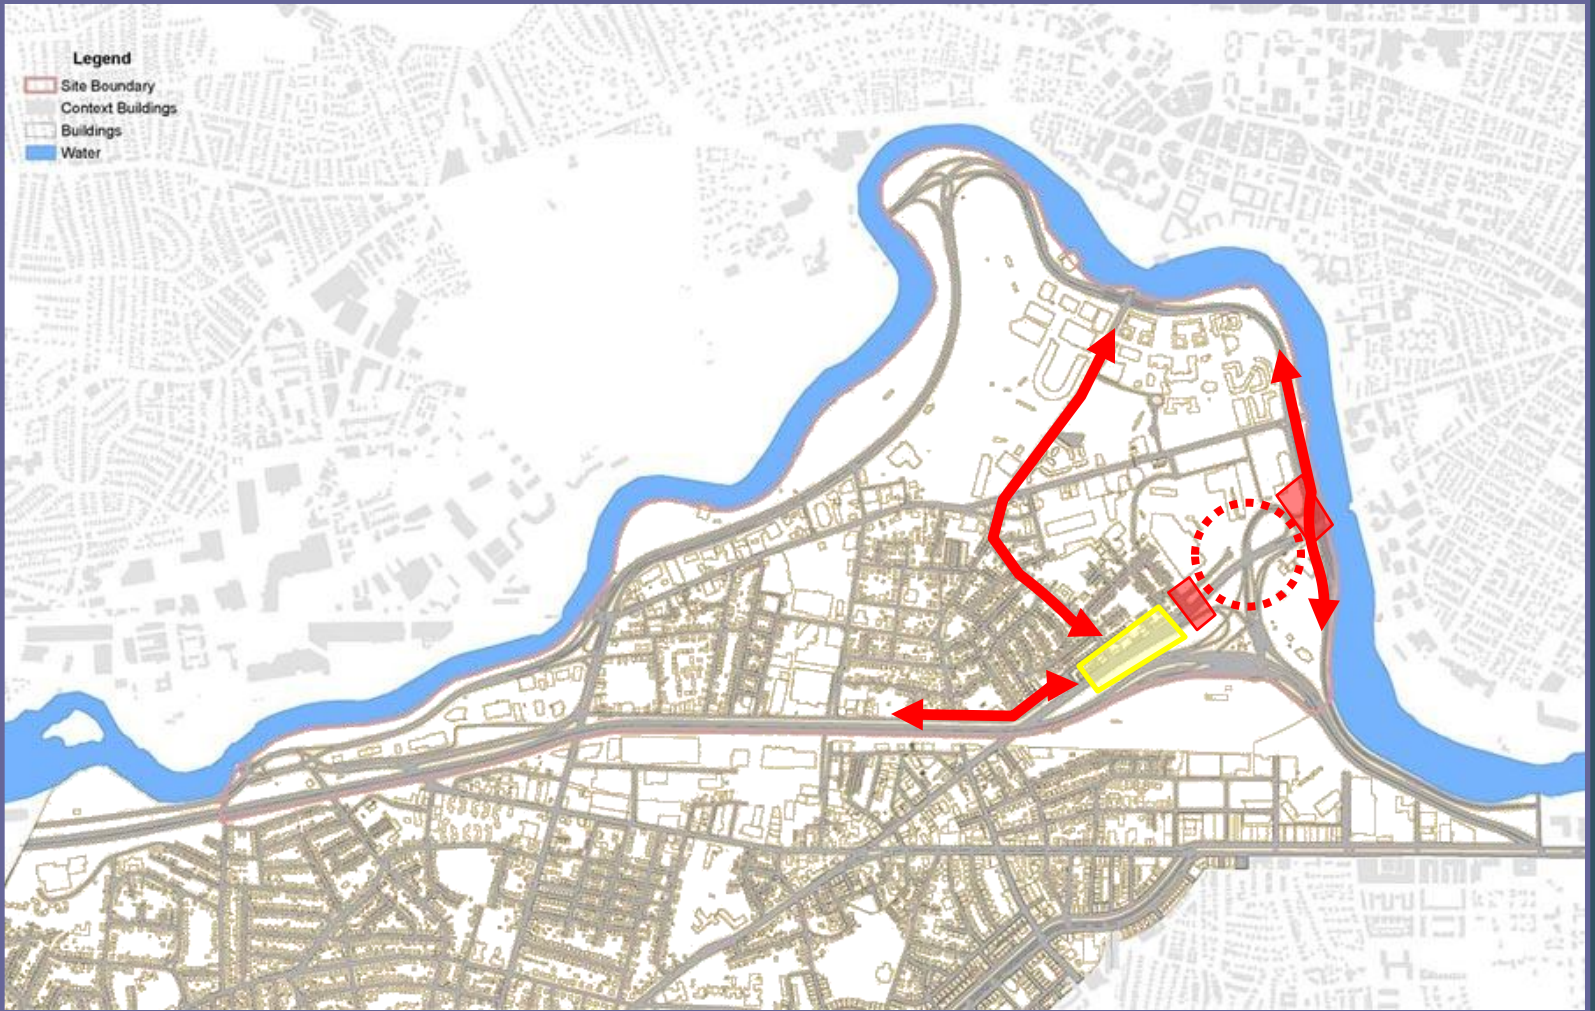 Legend
Site Boundary
Context Buildings
Buildings
Water